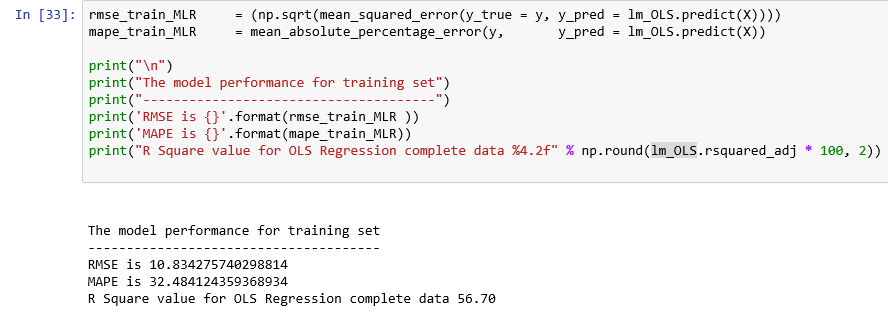 In [33]: rmse_train_MLR     = (np.sqrt(mean_squared_error(y_true = y, y_pred = lm_OLS.predict(X))))
mape_train_MLR     = mean_absolute_percentage_error(y,       y_pred = lm_OLS.predict(X))
print("\n")
print("The model performance for training set")
print("--------------------------------------")
print('RMSE is {}'.format(rmse_train_MLR ))
print('MAPE is {}'.format(mape_train_MLR))
print("R Square value for OLS Regression complete data %4.2f" % np.round(lm_OLS.rsquared_adj * 100, 2))
The model performance for training set
--------------------------------------
RMSE is 10.834275740298814
MAPE is 32.484124359368934
R Square value for OLS Regression complete data 56.70